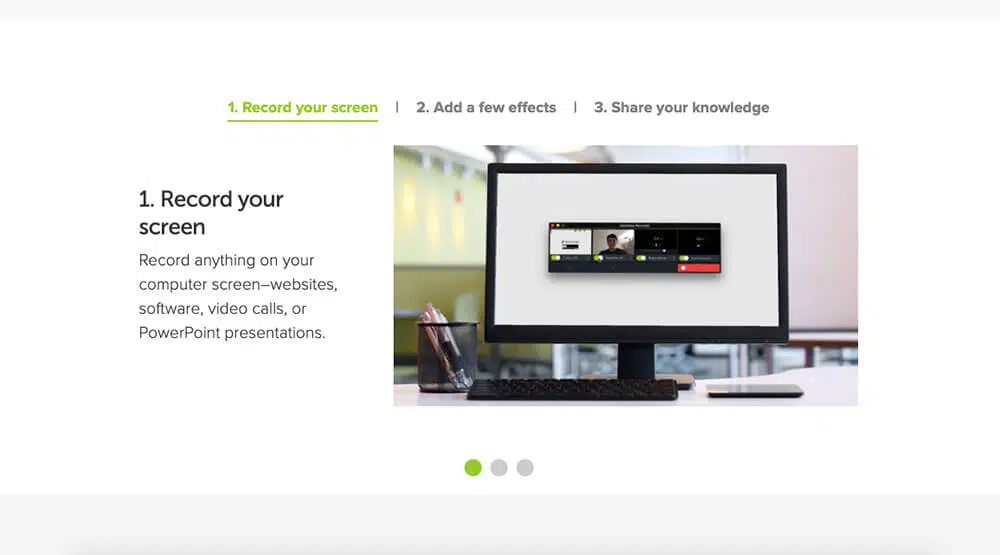 1. Record your screen | 2. Add a few effects | 3. Share your knowledge
1. Record your
screen
Record anything on your
computer screen–websites,
software, video calls, or
PowerPoint presentations.